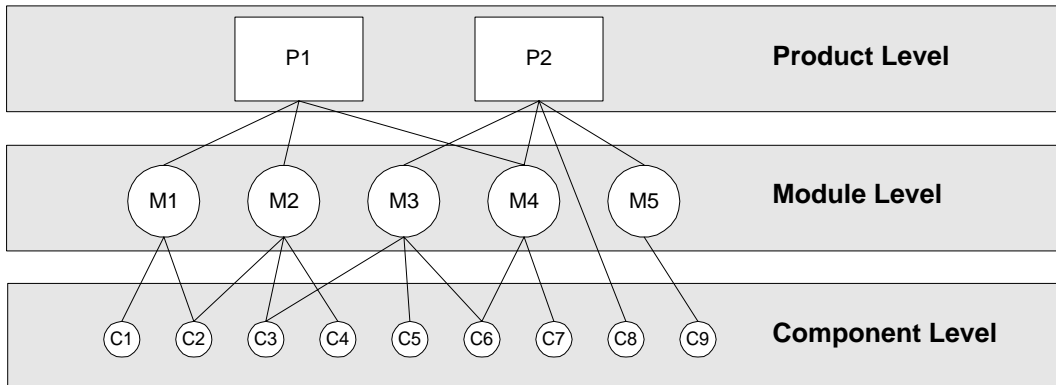 P1
P2
Product Level
M1
M2
M3
M4
M5
Module Level
C1
C2
C3
C4
C5
C6
C7
C8
C9
Component Level